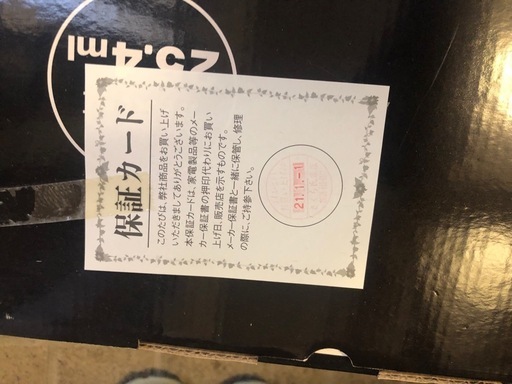 25.4ml
保証カード
このたびは、弊社商品をお買い上げ
いただきましてありがとうございます。
本保証カードは、家電製品等のメー
カー保証書の押印代わりにお買い
上げ日、販売店を示すものです。
メーカー保証書と一緒に保管し、修理
の際に、ご持参下さい。